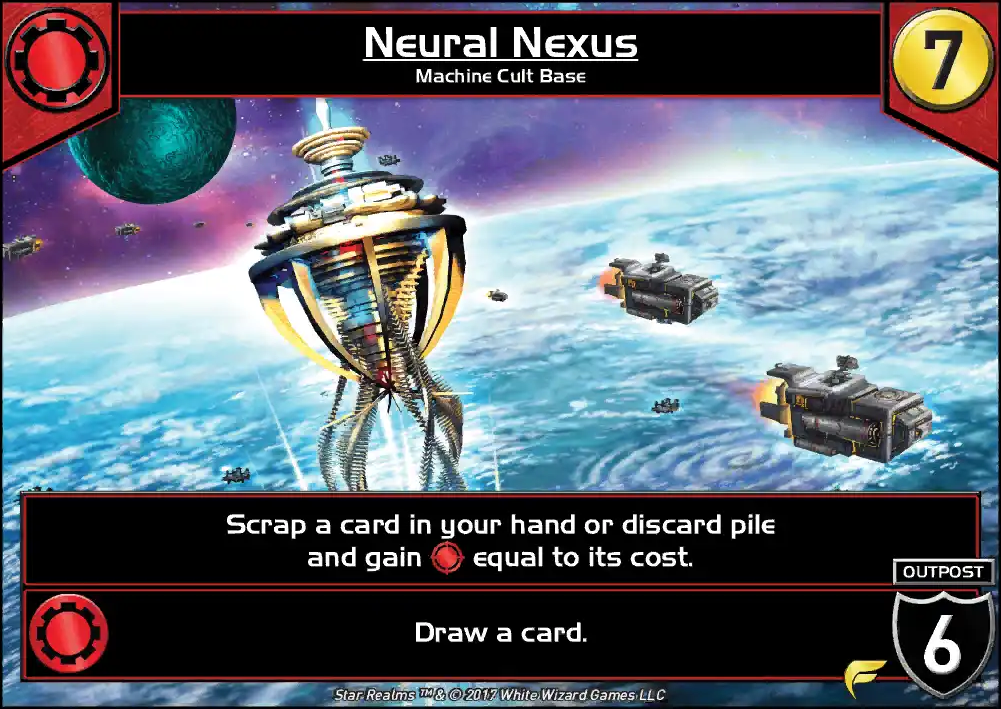 Neural Nexus
Machine Cult Base
7
Scrap a card in your hand or discard pile
and gain equal to its cost.
OUTPOST
Draw a card.
6
Star Realms ™ & © 2017 White Wizard Games LLC